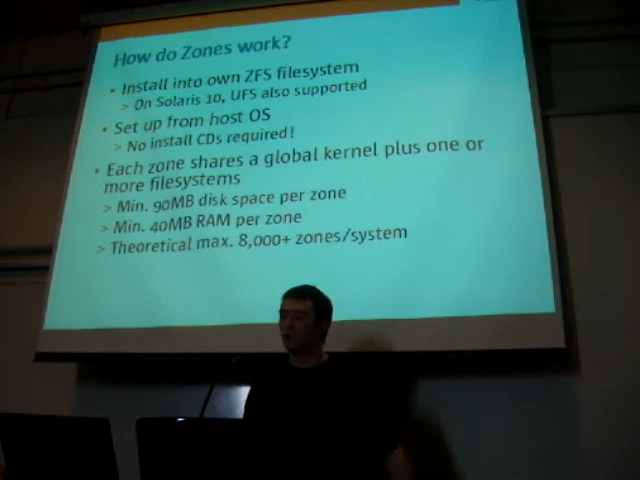 How do Zones work?
• Install into own ZFS filesystem
> On Solaris 10, UFS also supported
• Set up from host OS
> No install CDs required!
• Each zone shares a global kernel plus one or
more filesystems
> Min. 90MB disk space per zone
> Min. 40MB RAM per zone
> Theoretical max. 8,000+ zones/system